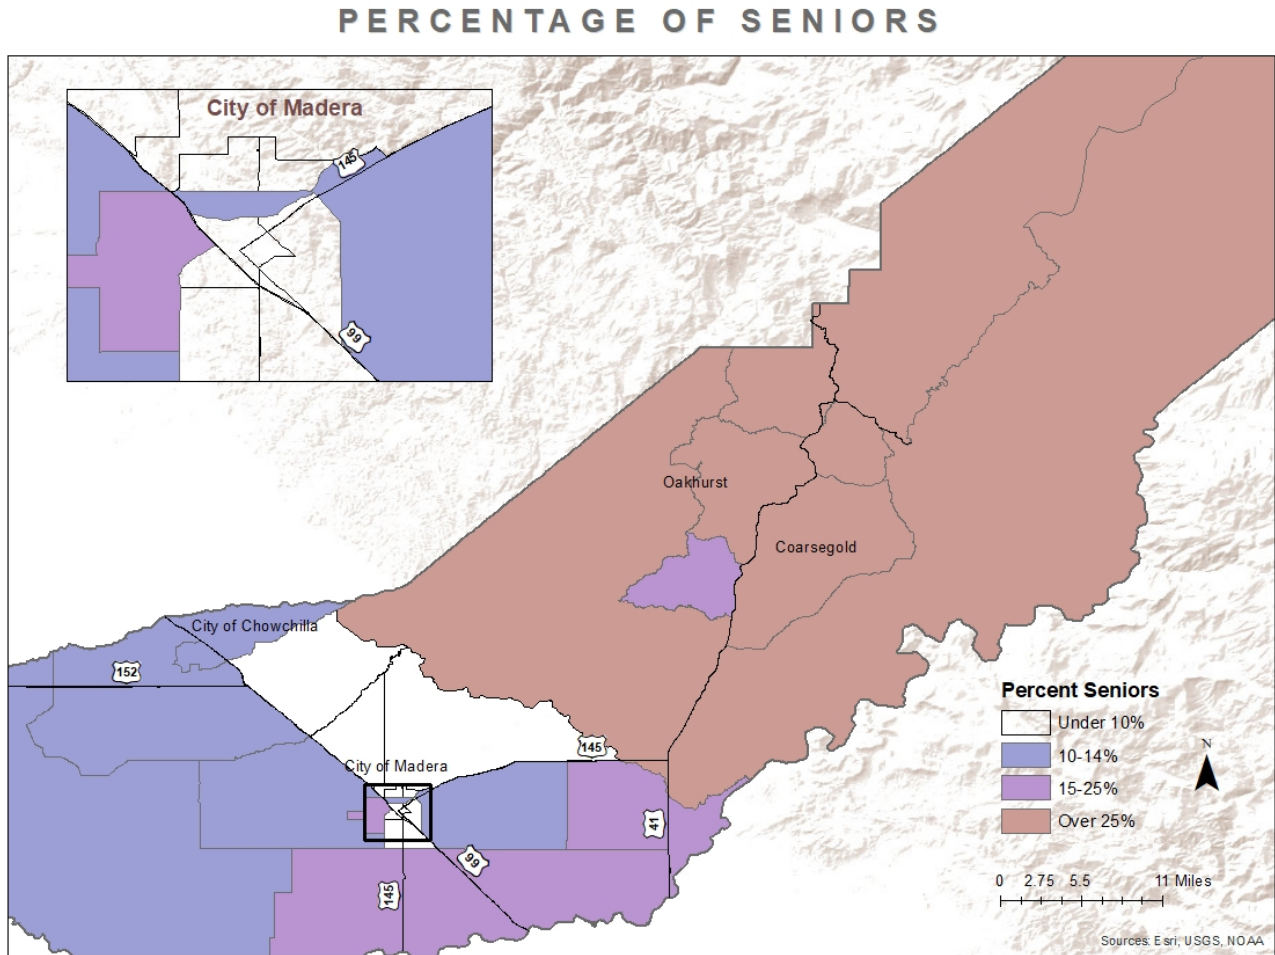 PERCENTAGE OF SENIORS
City of Madera
145
99
Oakhurst
Coarsegold
City of Chowchilla
152
145
City of Madera
41
99
145
Percent Seniors
Under 10%
10-14%
15-25%
Over 25%
N
0 2.75 5.5 11 Miles
Sources: Esri, USGS, NOAA